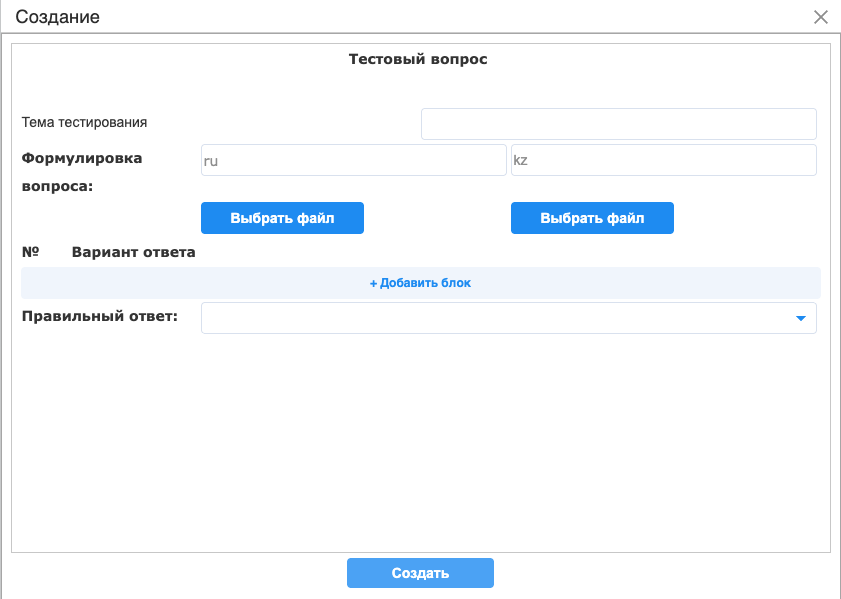 Создание
Тестовый вопрос
Тема тестирования
Формулировка
вопроса:
ru
kz
Выбрать файл
Выбрать файл
№ Вариант ответа
+ Добавить блок
Правильный ответ:
Создать